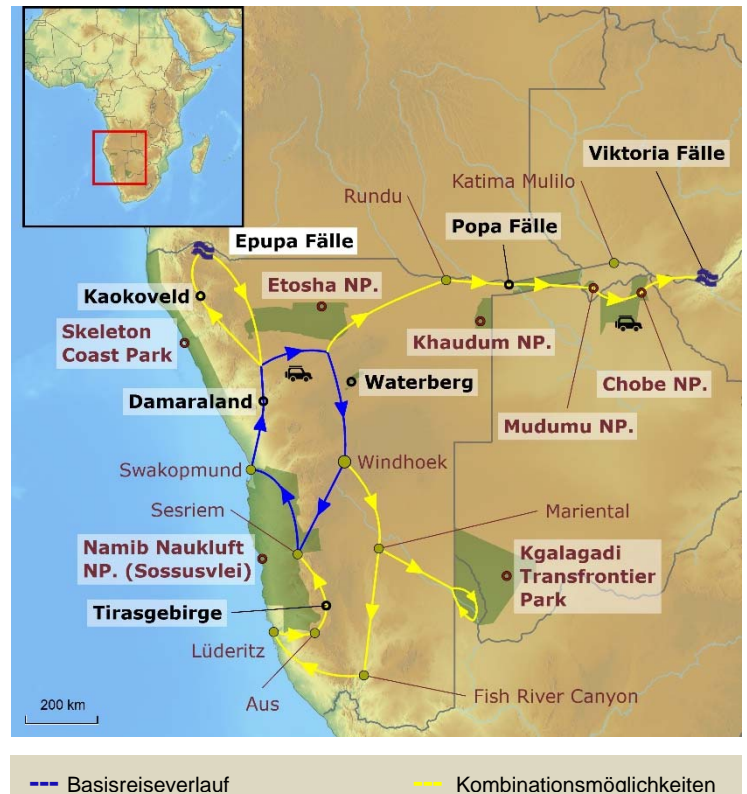 Viktoria Fälle
Katima Mulilo
Rundu
Popa Fälle
Epupa Fälle
Etosha NP.
Kaokoveld
Skeleton
Coast Park
Khaudum NP.
Waterberg
Chobe NP.
Damaraland
Mudumu NP.
Swakopmund
Windhoek
Sesriem
Mariental
Namib Naukluft
NP. (Sossusvlei)
Kgalagadi
Transfrontier
Park
Tirasgebirge
Lüderitz
Aus
Fish River Canyon
200 km
Basisreiseverlauf
Kombinationsmöglichkeiten